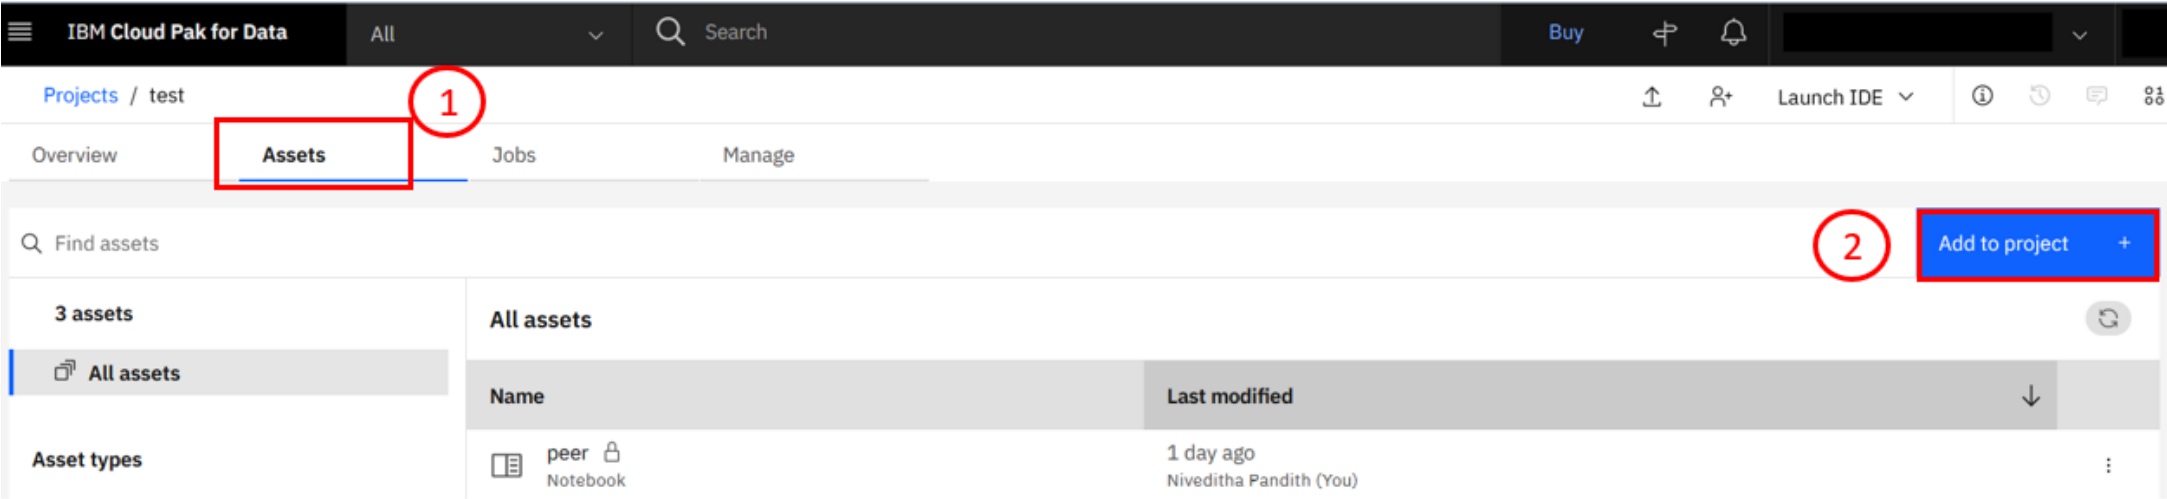 IBM Cloud Pak for Data All Search Buy
Projects / test Launch IDE
1
Overview Assets Jobs Manage
Find assets 2 Add to project +
3 assets All assets
All assets
Name Last modified
Asset types peer 1 day ago
Notebook Niveditha Pandith (You)